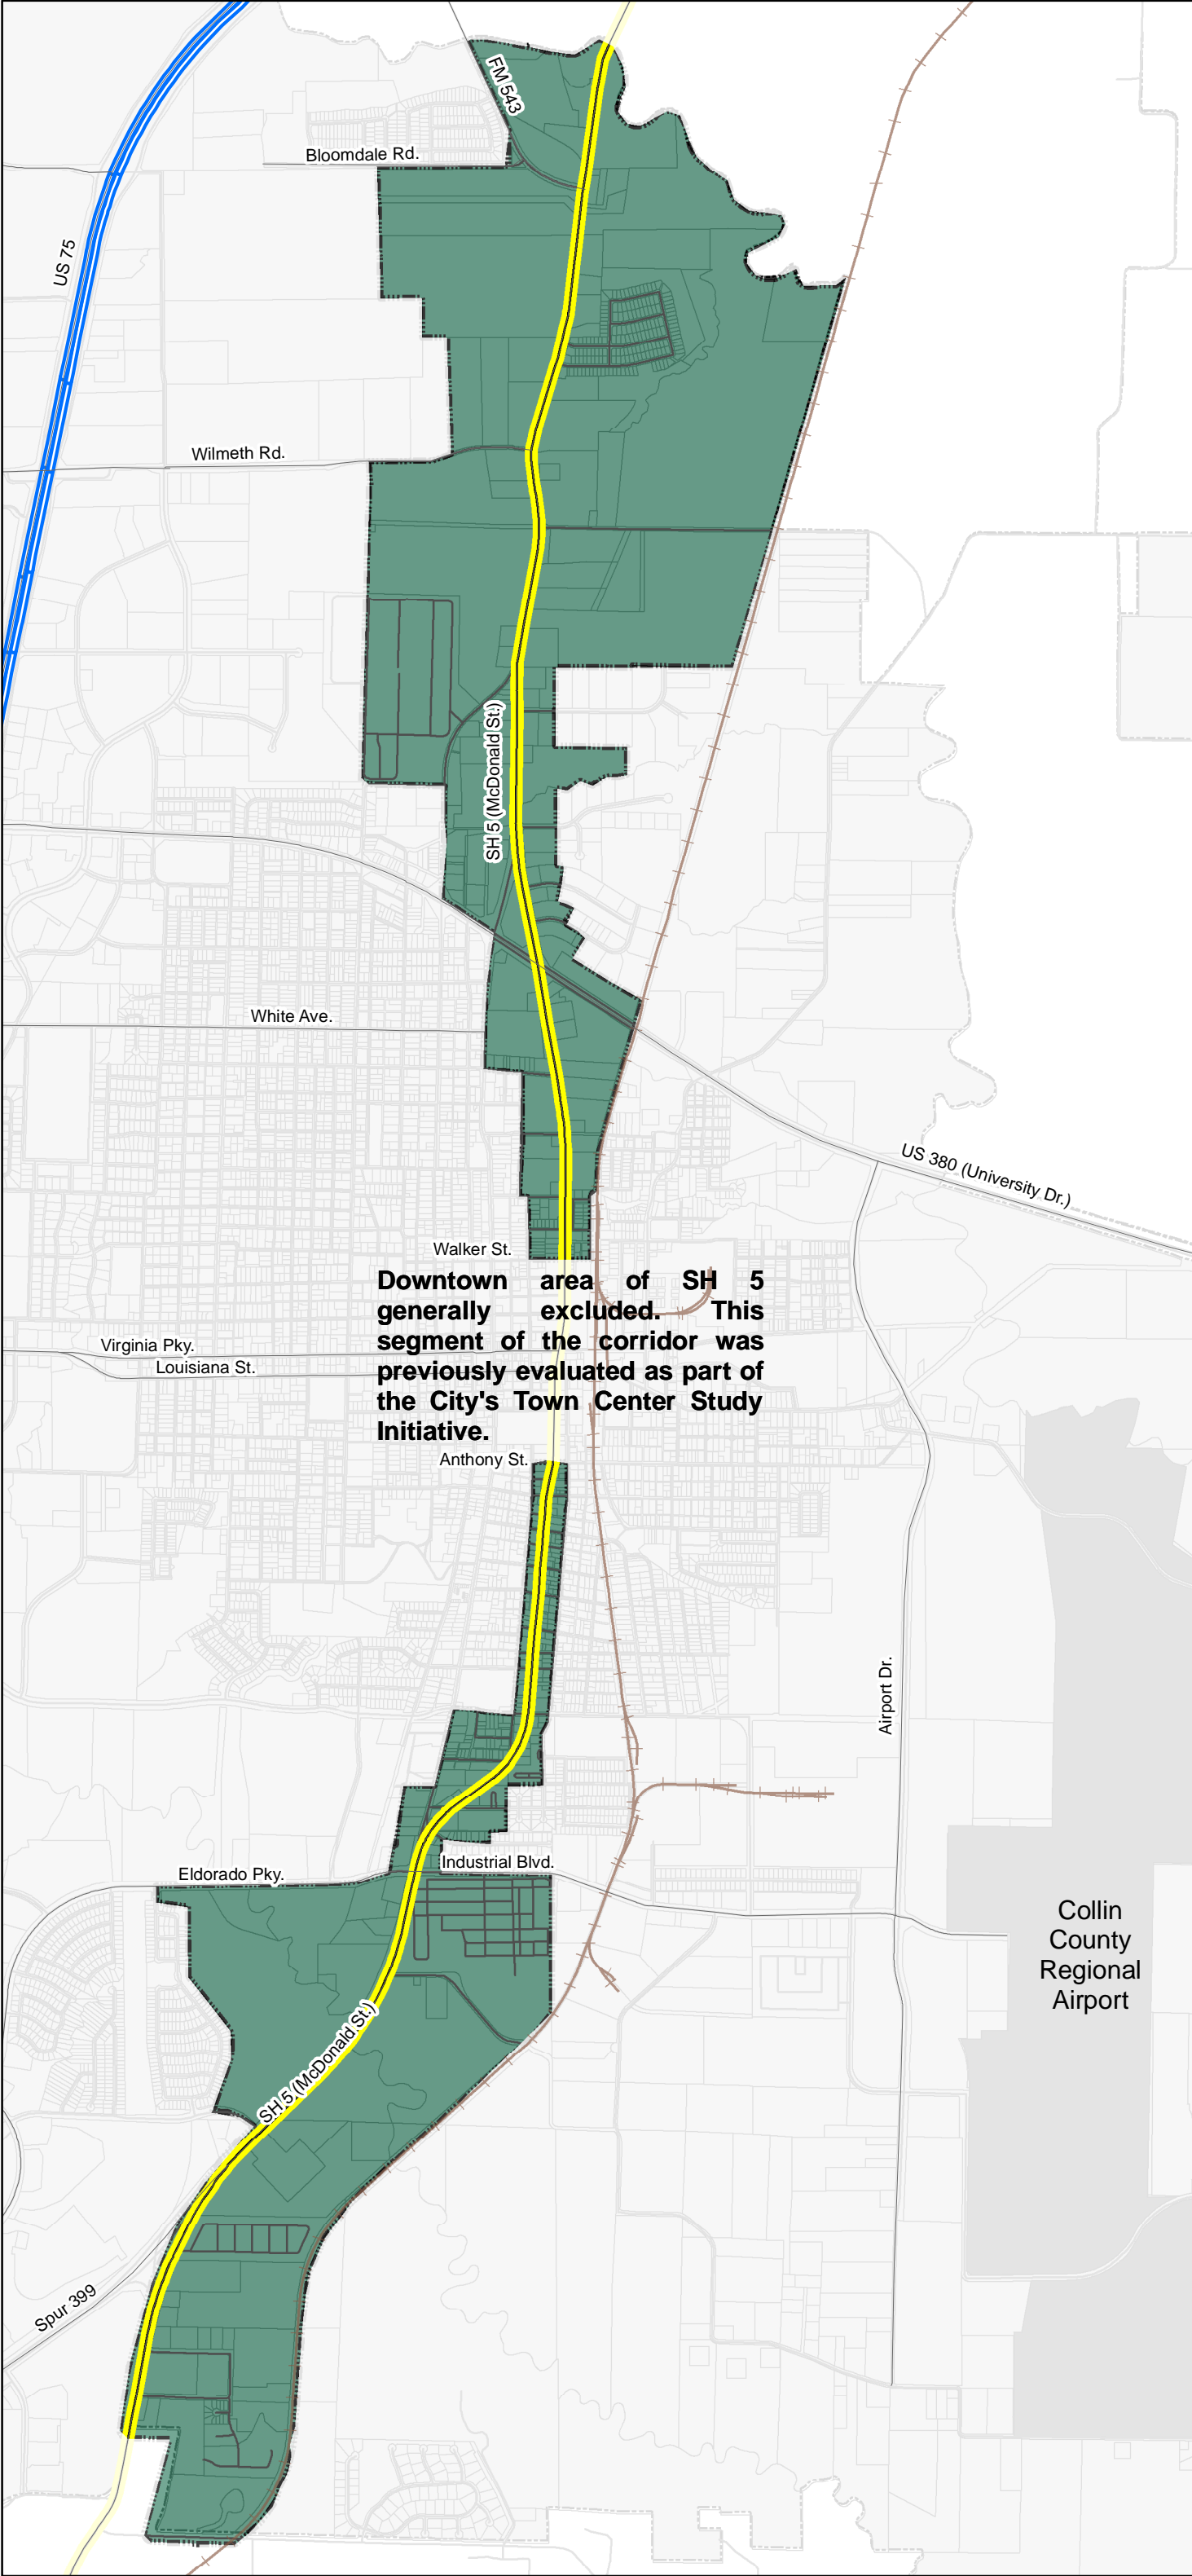 FM 543
Bloomdale Rd.
US 75
Wilmeth Rd.
SH 5 (McDonald St.)
White Ave.
US 380 (University Dr.)
Walker St.
Downtown area of SH 5
generally excluded. This
segment of the corridor was
previously evaluated as part of
the City's Town Center Study
Initiative.
Virginia Pky.
Louisiana St.
Anthony St.
Airport Dr.
Industrial Blvd.
Eldorado Pky.
Collin
County
Regional
Airport
SH 5 (McDonald St.)
Spur 399